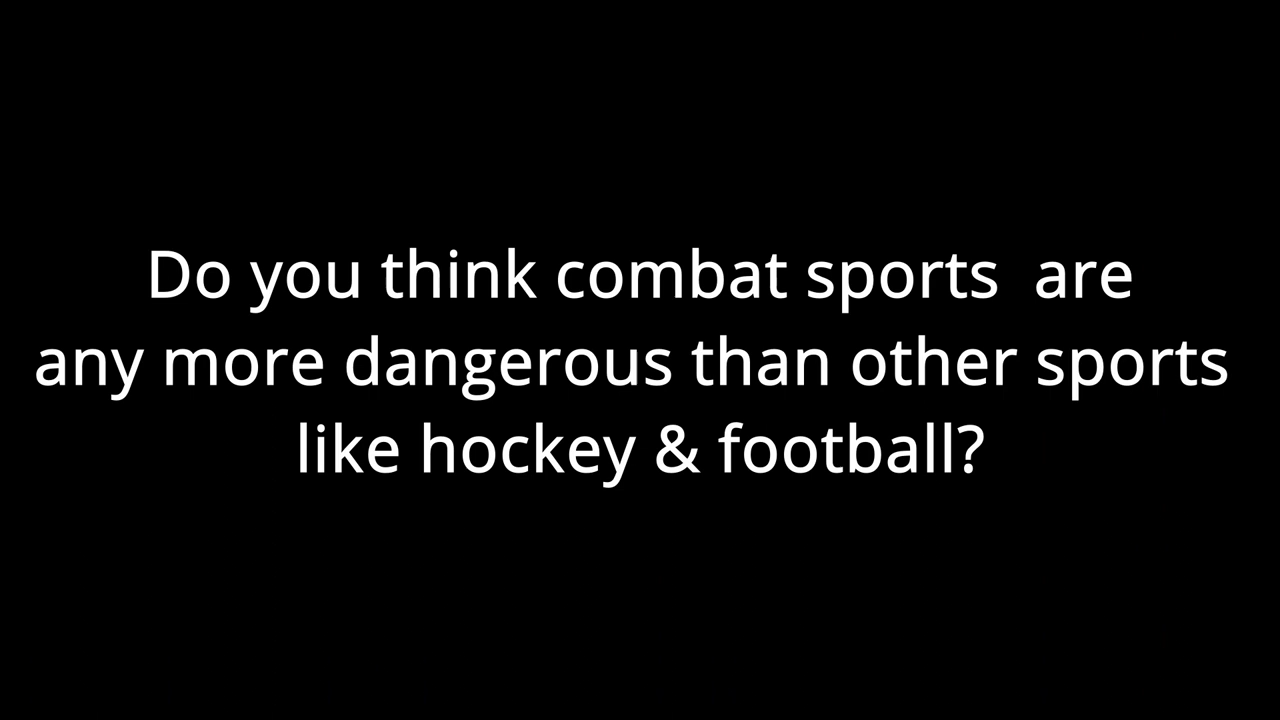 Do you think combat sports  are
any more dangerous than other sports
like hockey & football?